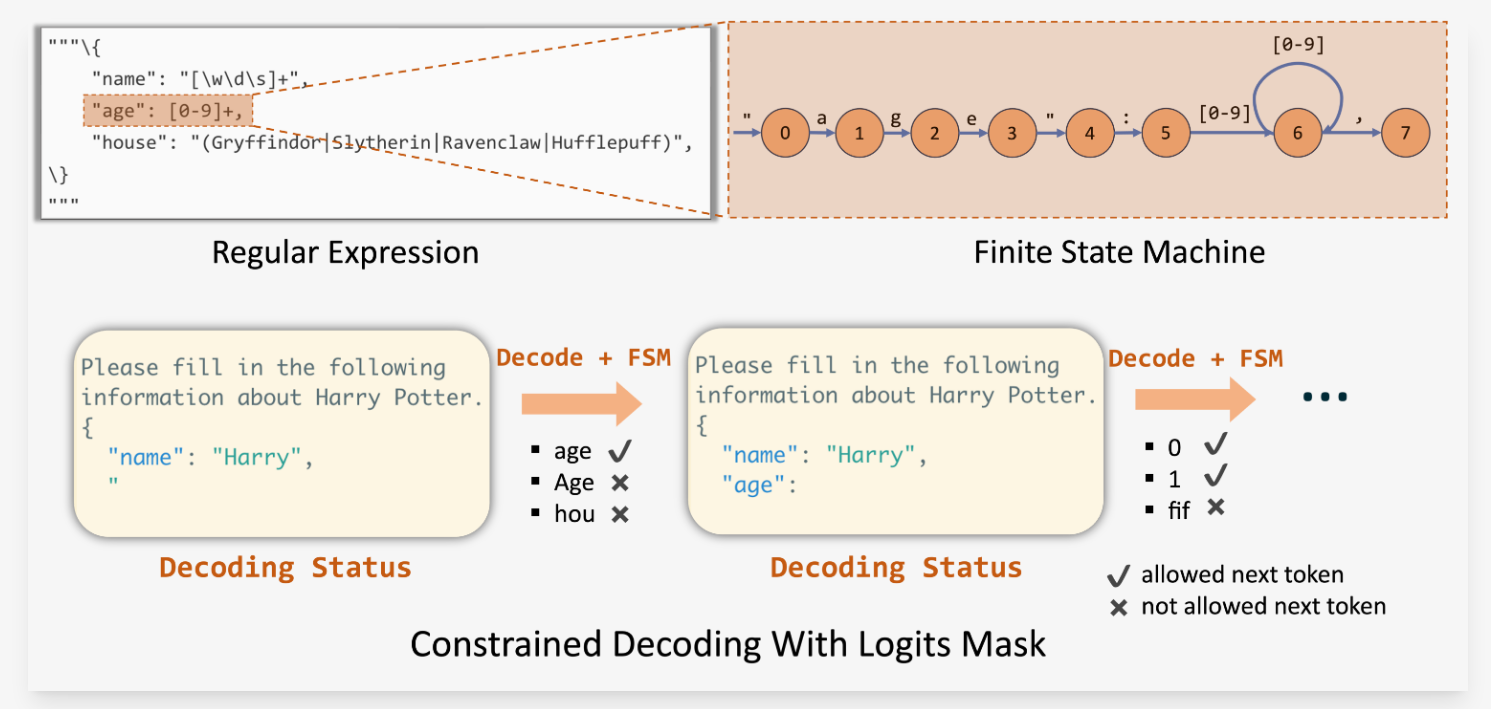 """\{
"name": "[\w\d\s]+",
"age": [0-9]+,
"house": "(Gryffindor|Slytherin|Ravenclaw|Hufflepuff)",
\}
"""
Regular Expression
[0-9]
" a g e " : [0-9] ,
0 1 2 3 4 5 6 7
Finite State Machine
Please fill in the following
information about Harry Potter.
{
"name": "Harry",
"
Decoding Status
Decode + FSM
age ✓
Age ✗
hou ✗
Please fill in the following
information about Harry Potter.
{
"name": "Harry",
"age":
Decoding Status
Decode + FSM
0 ✓
1 ✓
fif ✗
...
✓ allowed next token
✗ not allowed next token
Constrained Decoding With Logits Mask